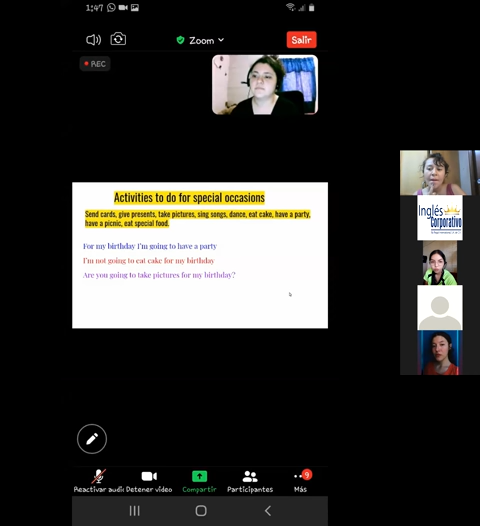 1:47
Zoom
Salir
REC
Activities to do for special occasions
Send cards, give presents, take pictures, sing songs, dance, eat cake, have a party,
have a picnic, eat special food.
For my birthday I'm going to have a party
I'm not going to eat cake for my birthday
Are you going to take pictures for my birthday?
Inglés
corporativo
9
Reactivar audio Detener video Compartir Participantes Más